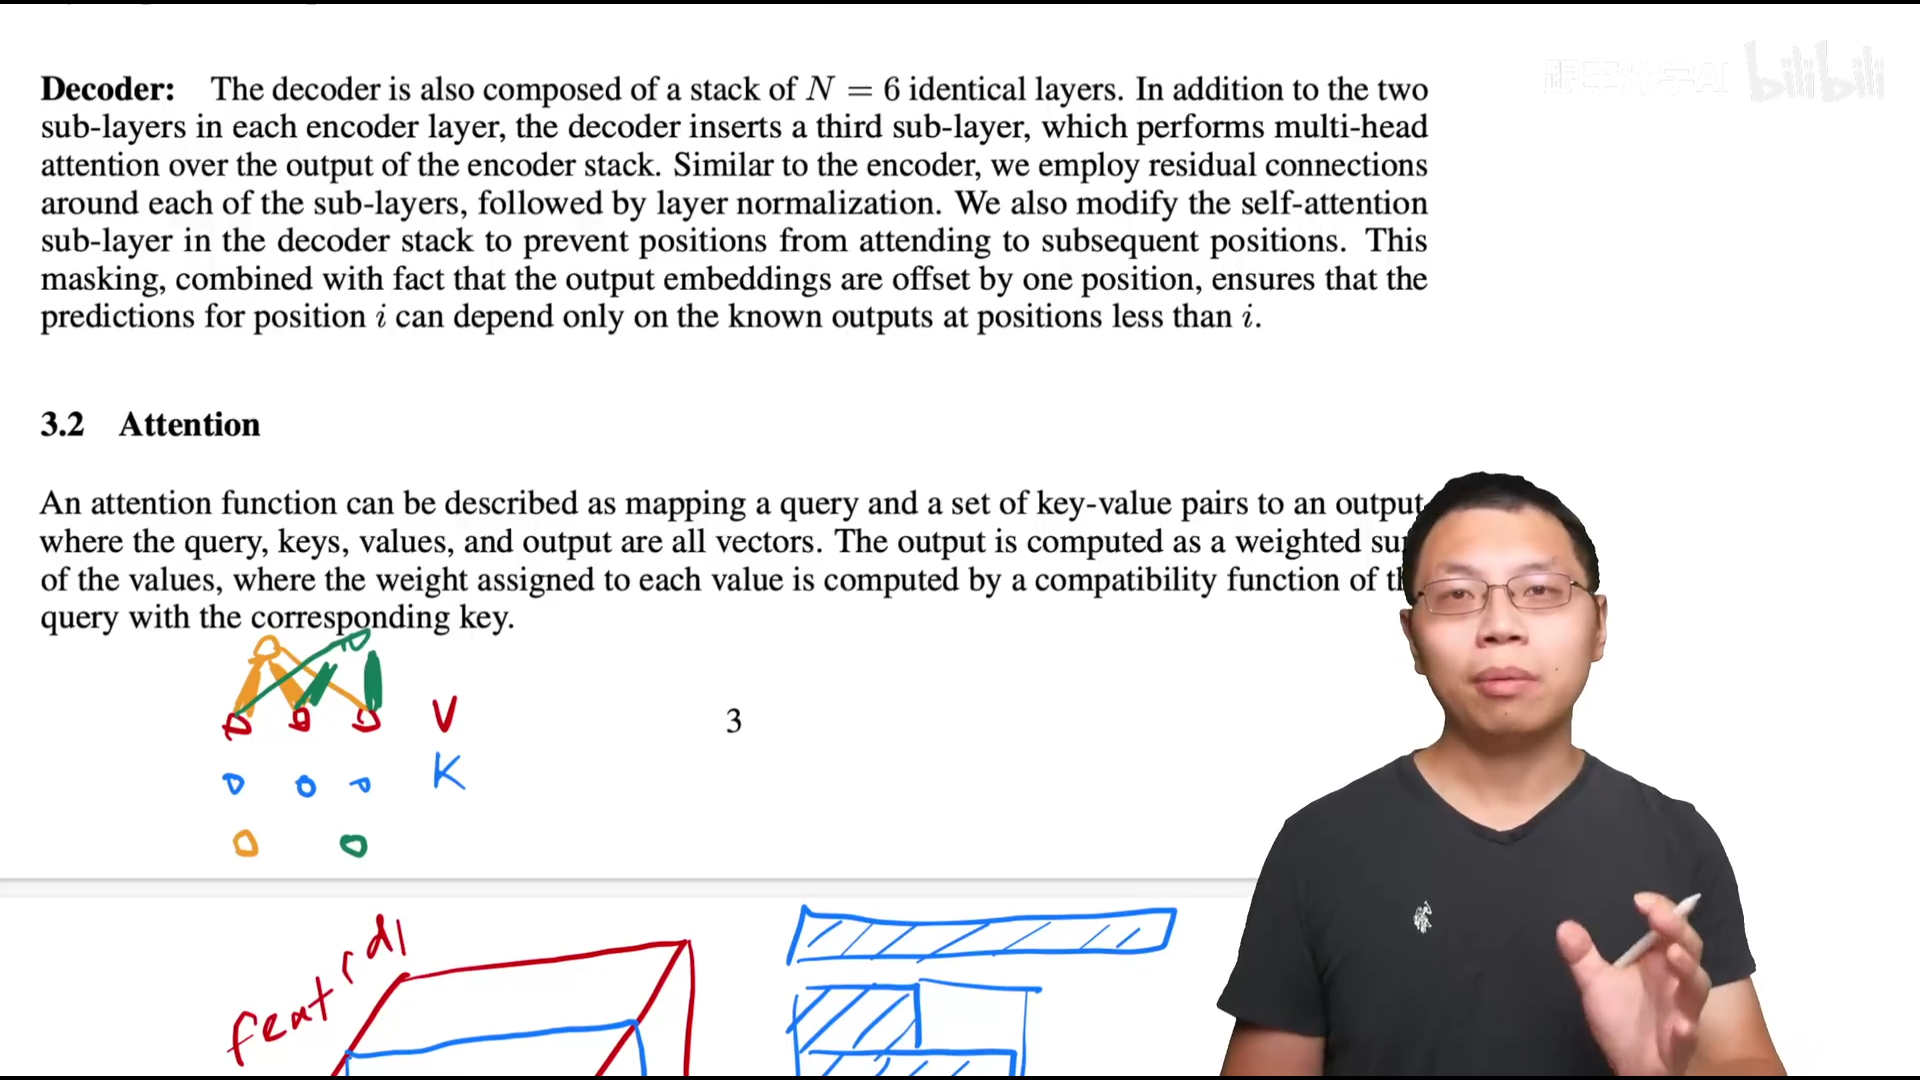 跟李沐学AI bilibili
Decoder: The decoder is also composed of a stack of N = 6 identical layers. In addition to the two
sub-layers in each encoder layer, the decoder inserts a third sub-layer, which performs multi-head
attention over the output of the encoder stack. Similar to the encoder, we employ residual connections
around each of the sub-layers, followed by layer normalization. We also modify the self-attention
sub-layer in the decoder stack to prevent positions from attending to subsequent positions. This
masking, combined with fact that the output embeddings are offset by one position, ensures that the
predictions for position i can depend only on the known outputs at positions less than i.
3.2 Attention
An attention function can be described as mapping a query and a set of key-value pairs to an output
where the query, keys, values, and output are all vectors. The output is computed as a weighted
of the values, where the weight assigned to each value is computed by a compatibility function of
query with the corresponding key.
V
3
K
feat